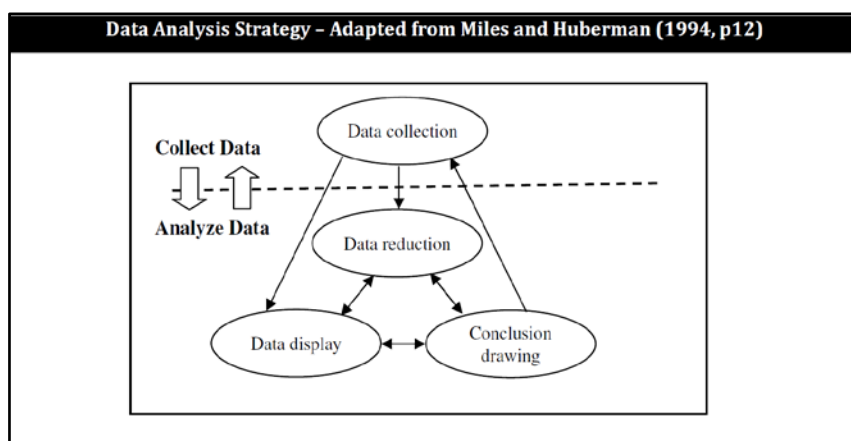 Data Analysis Strategy – Adapted from Miles and Huberman (1994, p12)
Data collection
Collect Data
Analyze Data
Data reduction
Data display
Conclusion
drawing